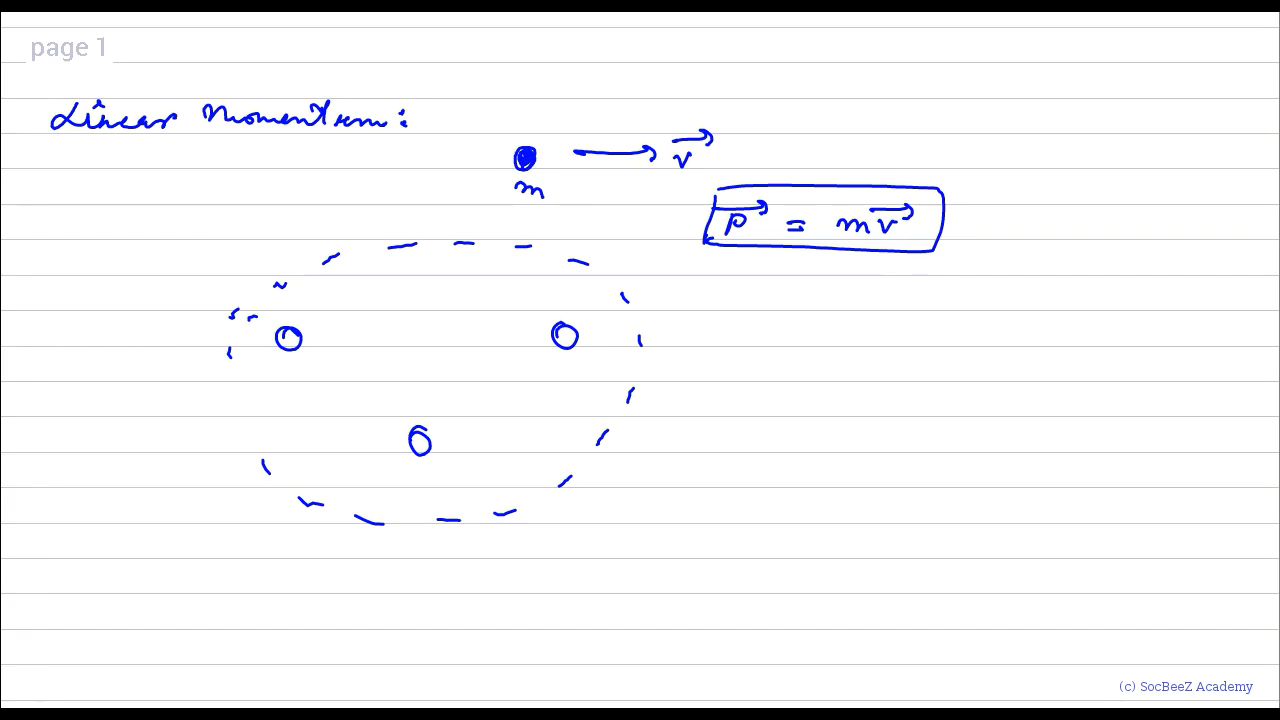 page 1
Linear Momentum:
v⃗
m
p⃗ = mv⃗
(c) SocBeeZ Academy